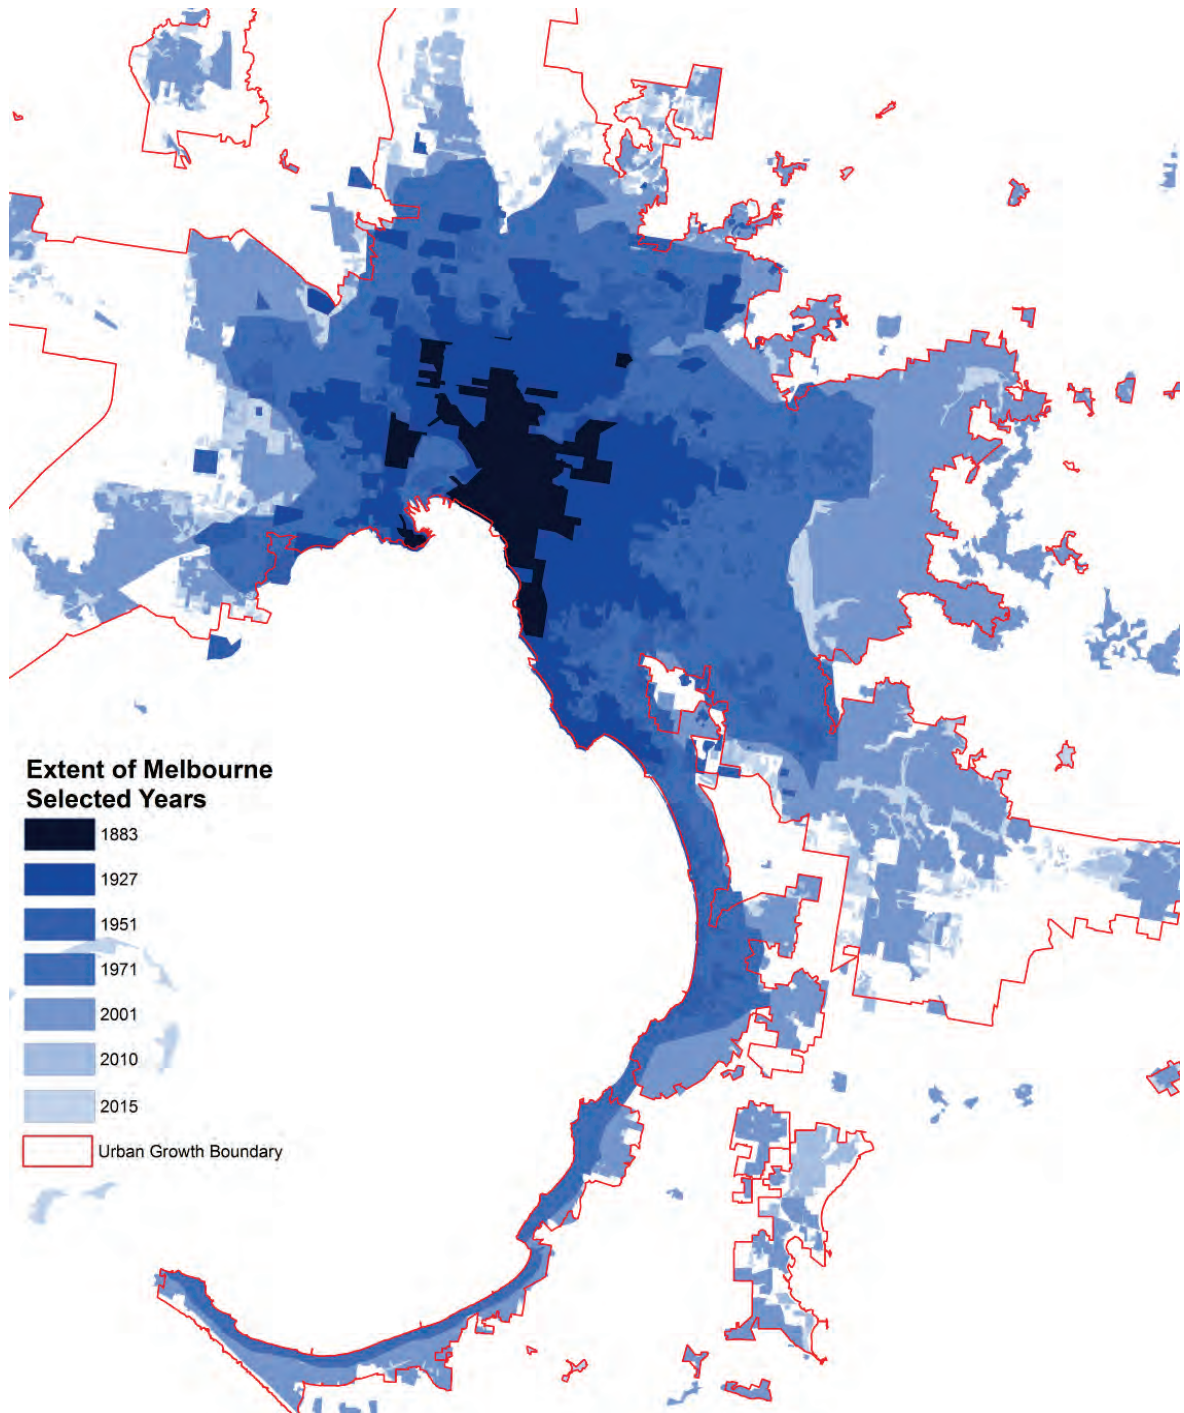 Extent of Melbourne
Selected Years
1883
1927
1951
1971
2001
2010
2015
Urban Growth Boundary